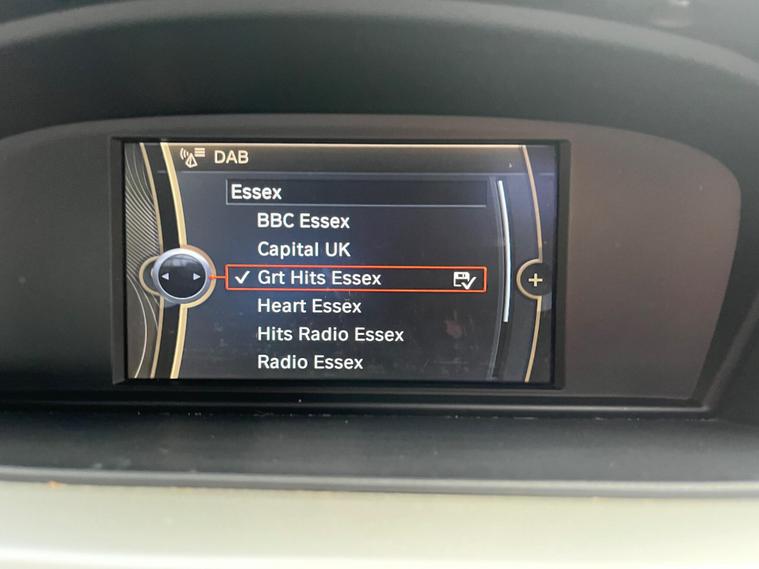 DAB
Essex
BBC Essex
Capital UK
Grt Hits Essex
Heart Essex
Hits Radio Essex
Radio Essex
+